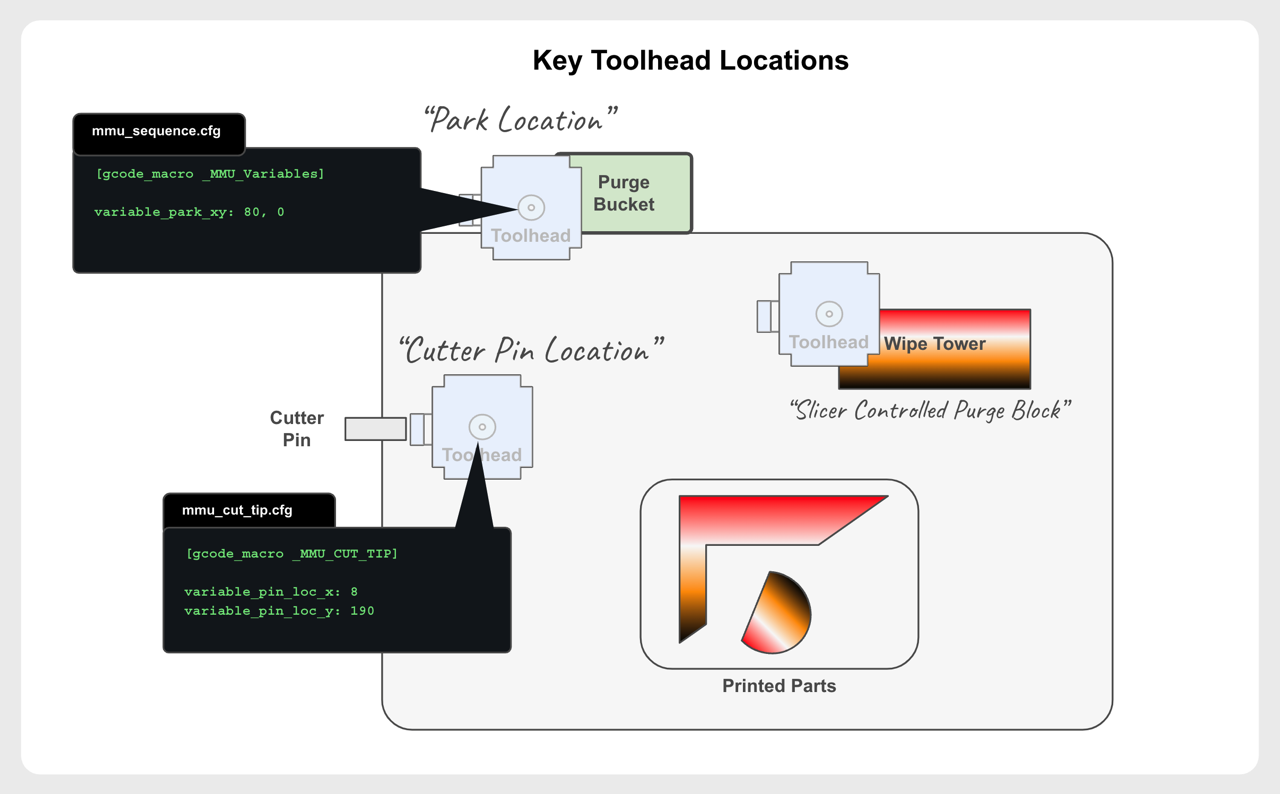 Key Toolhead Locations
“Park Location”
mmu_sequence.cfg
[gcode_macro _MMU_Variables]
variable_park_xy: 80, 0
Toolhead
Purge
Bucket
Toolhead
Wipe Tower
“Slicer Controlled Purge Block”
“Cutter Pin Location”
Cutter
Pin
Toolhead
mmu_cut_tip.cfg
[gcode_macro _MMU_CUT_TIP]
variable_pin_loc_x: 8
variable_pin_loc_y: 190
Printed Parts